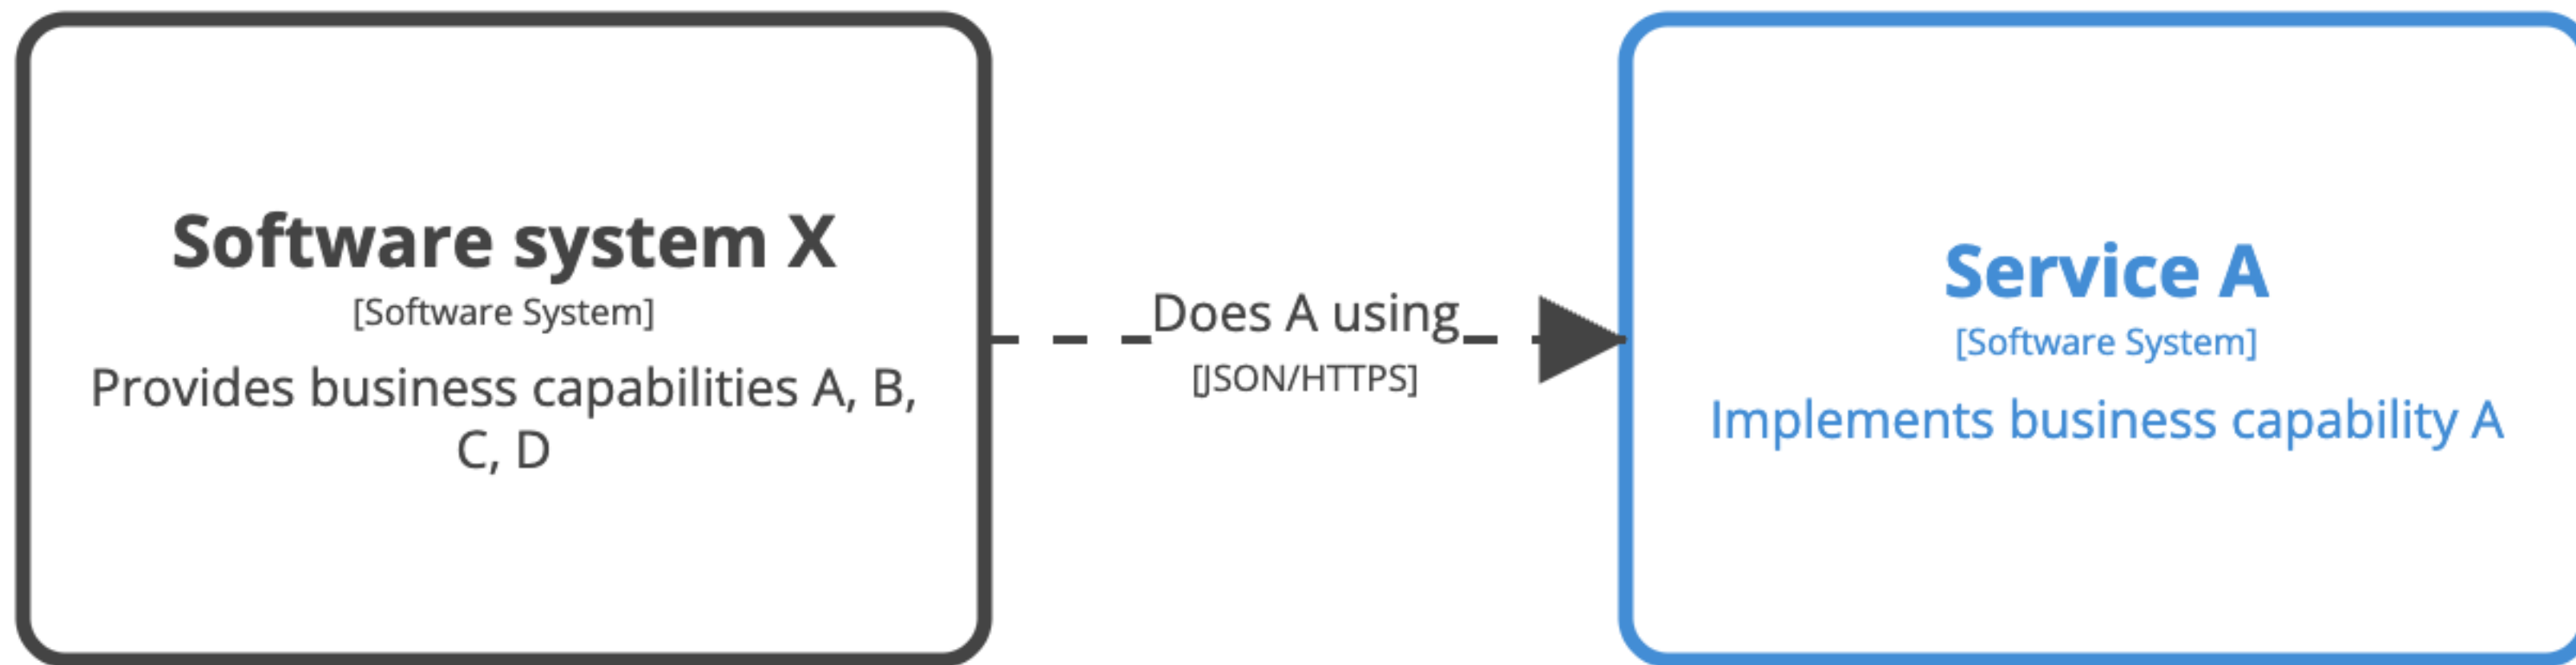 Software system X
[Software System]
Provides business capabilities A, B,
C, D
Does A using
[JSON/HTTPS]
Service A
[Software System]
Implements business capability A